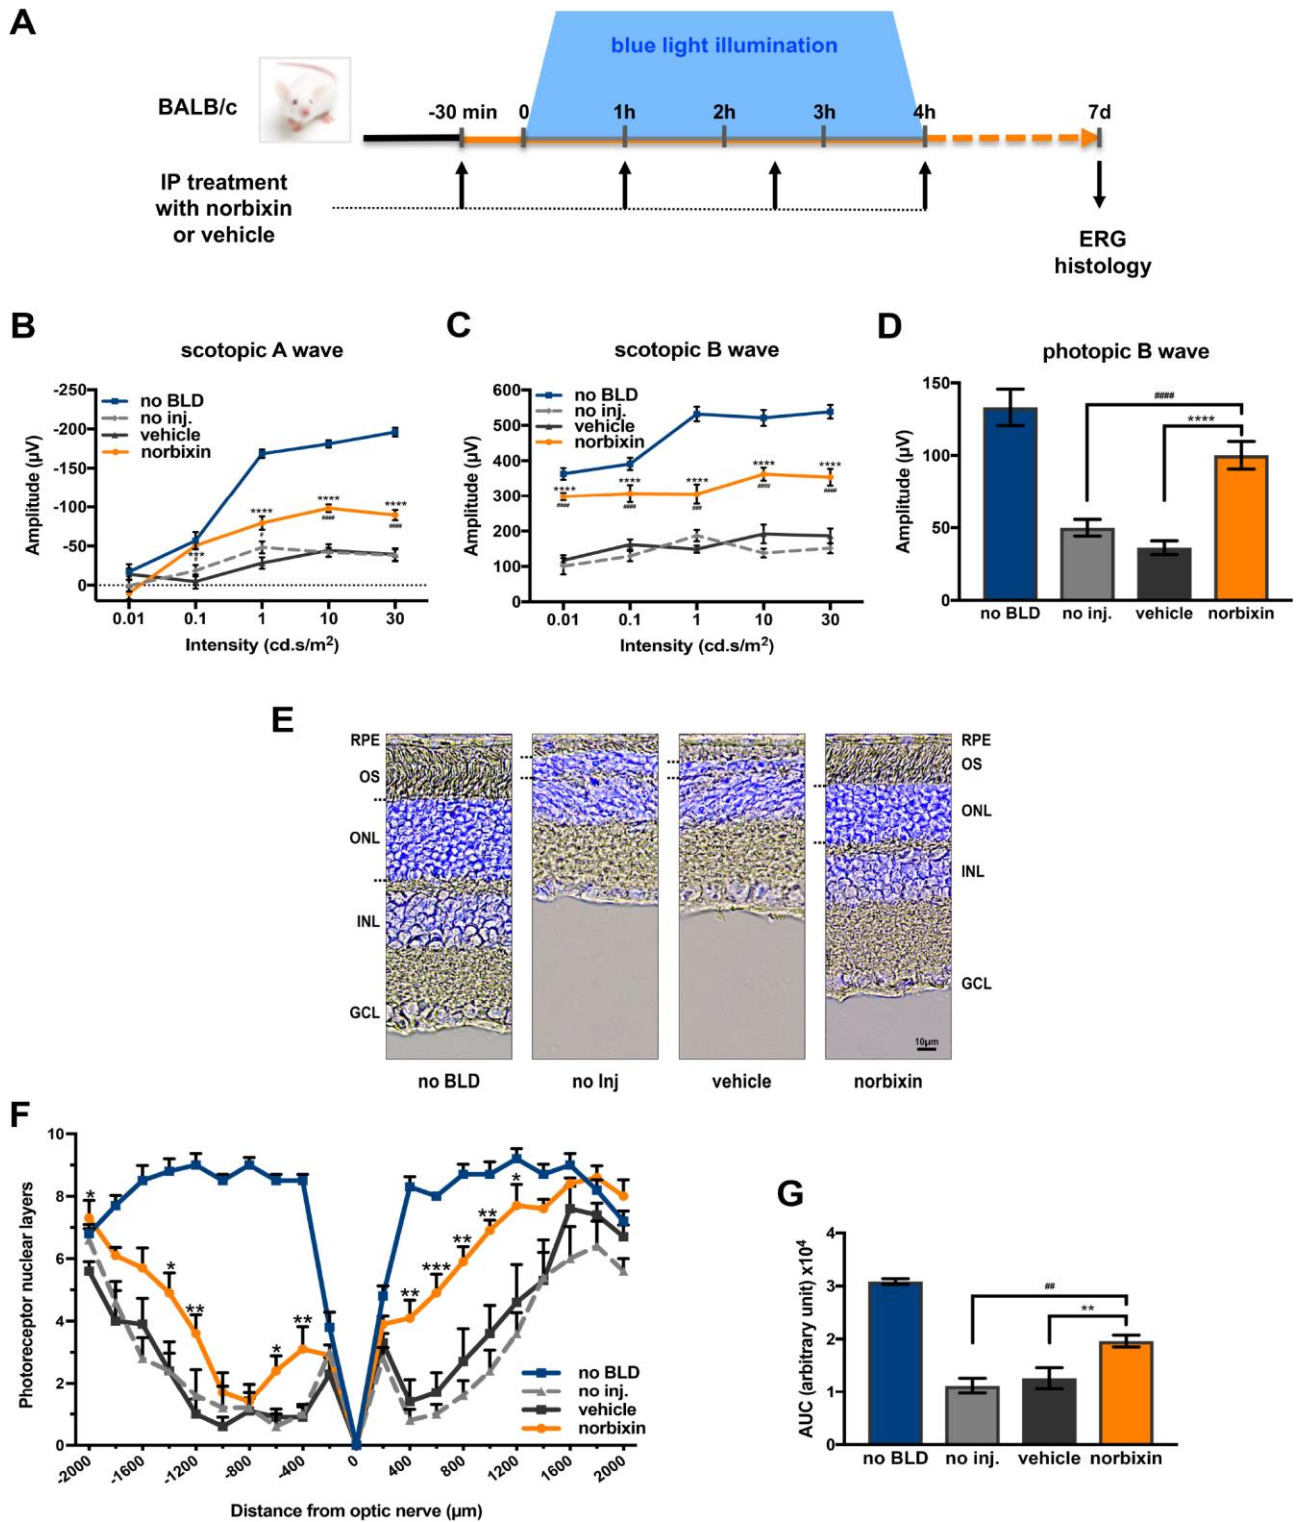 A
blue light illumination
BALB/c
-30 min 0 1h 2h 3h 4h 7d
IP treatment
with norbixin
or vehicle
ERG
histology
B
scotopic A wave
no BLD
no inj.
vehicle
norbixin
Amplitude (µV)
-250
-200
-150
-100
-50
0
*** **** **** ****
# #### ####
0.01 0.1 1 10 30
Intensity (cd.s/m²)
C
scotopic B wave
no BLD
no inj.
vehicle
norbixin
Amplitude (µV)
600
500
400
300
200
100
0
**** **** **** **** ****
#### #### ### #### ####
0.01 0.1 1 10 30
Intensity (cd.s/m²)
D
photopic B wave
Amplitude (µV)
150
100
50
0
####
****
no BLD no inj. vehicle norbixin
E
RPE
OS
ONL
INL
GCL
RPE
OS
ONL
INL
GCL
10µm
no BLD no Inj vehicle norbixin
F
Photoreceptor nuclear layers
10
8
6
4
2
0
* * ** * ** ** *** ** ** *
no BLD
no inj.
vehicle
norbixin
-2000 -1600 -1200 -800 -400 0 400 800 1200 1600 2000
Distance from optic nerve (µm)
G
AUC (arbitrary unit) x10⁴
4
3
2
1
0
##
**
no BLD no inj. vehicle norbixin